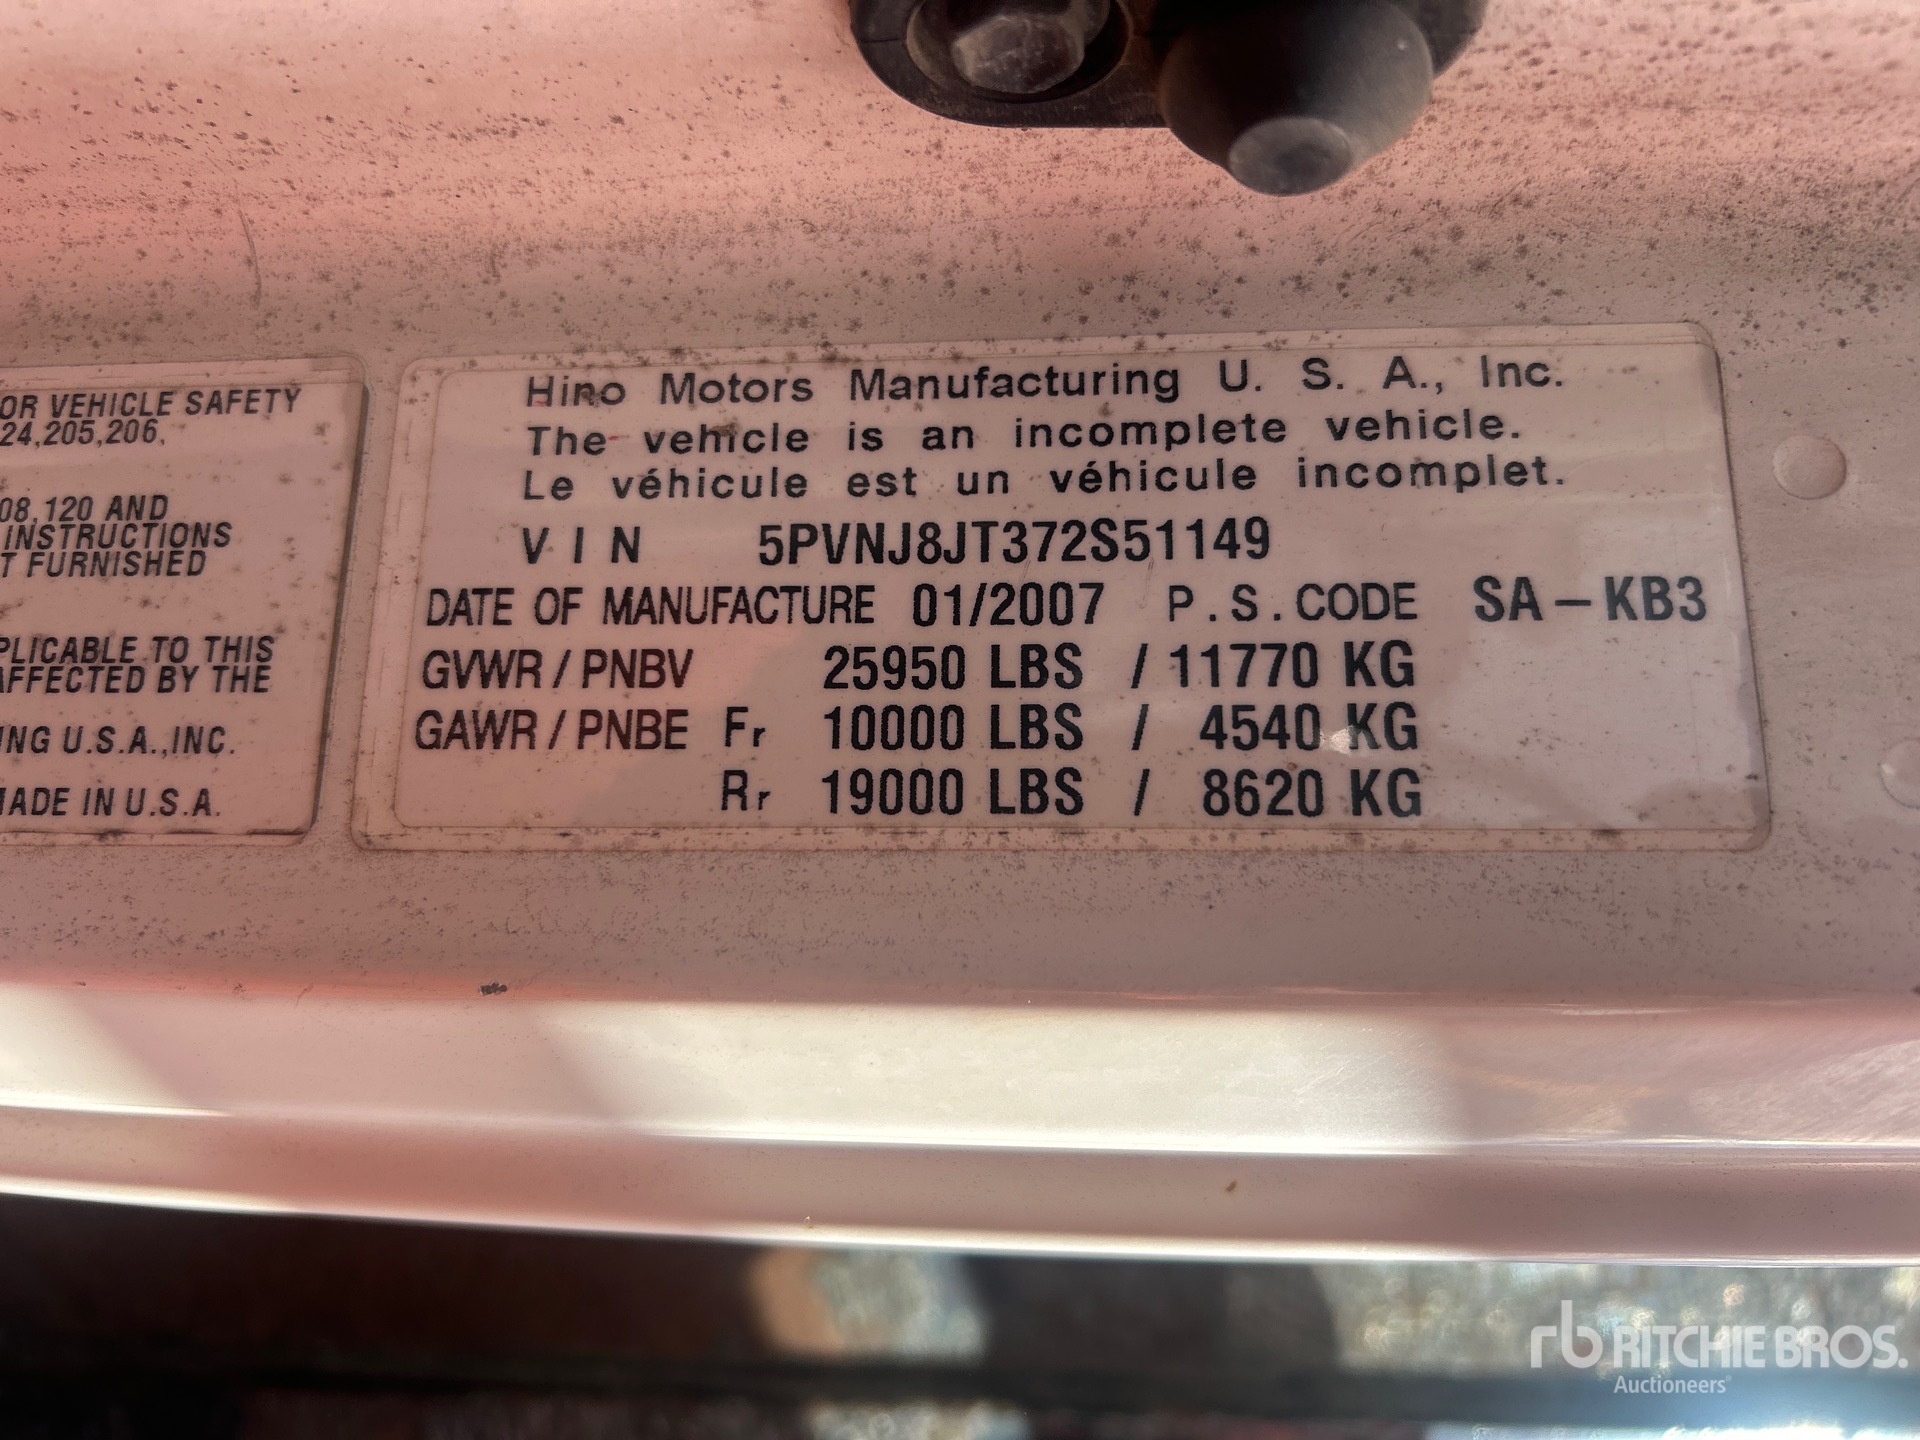 OR VEHICLE SAFETY
24,205,206,
08,120 AND
INSTRUCTIONS
T FURNISHED
PLICABLE TO THIS
AFFECTED BY THE
ING U.S.A.,INC.
MADE IN U.S.A.
Hino Motors Manufacturing U. S. A., Inc.
The vehicle is an incomplete vehicle.
Le véhicule est un véhicule incomplet.
VIN 5PVNJ8JT372S51149
DATE OF MANUFACTURE 01/2007 P.S.CODE SA-KB3
GVWR / PNBV 25950 LBS / 11770 KG
GAWR / PNBE Fr 10000 LBS / 4540 KG
Rr 19000 LBS / 8620 KG
rb RITCHIE BROS.
Auctioneers